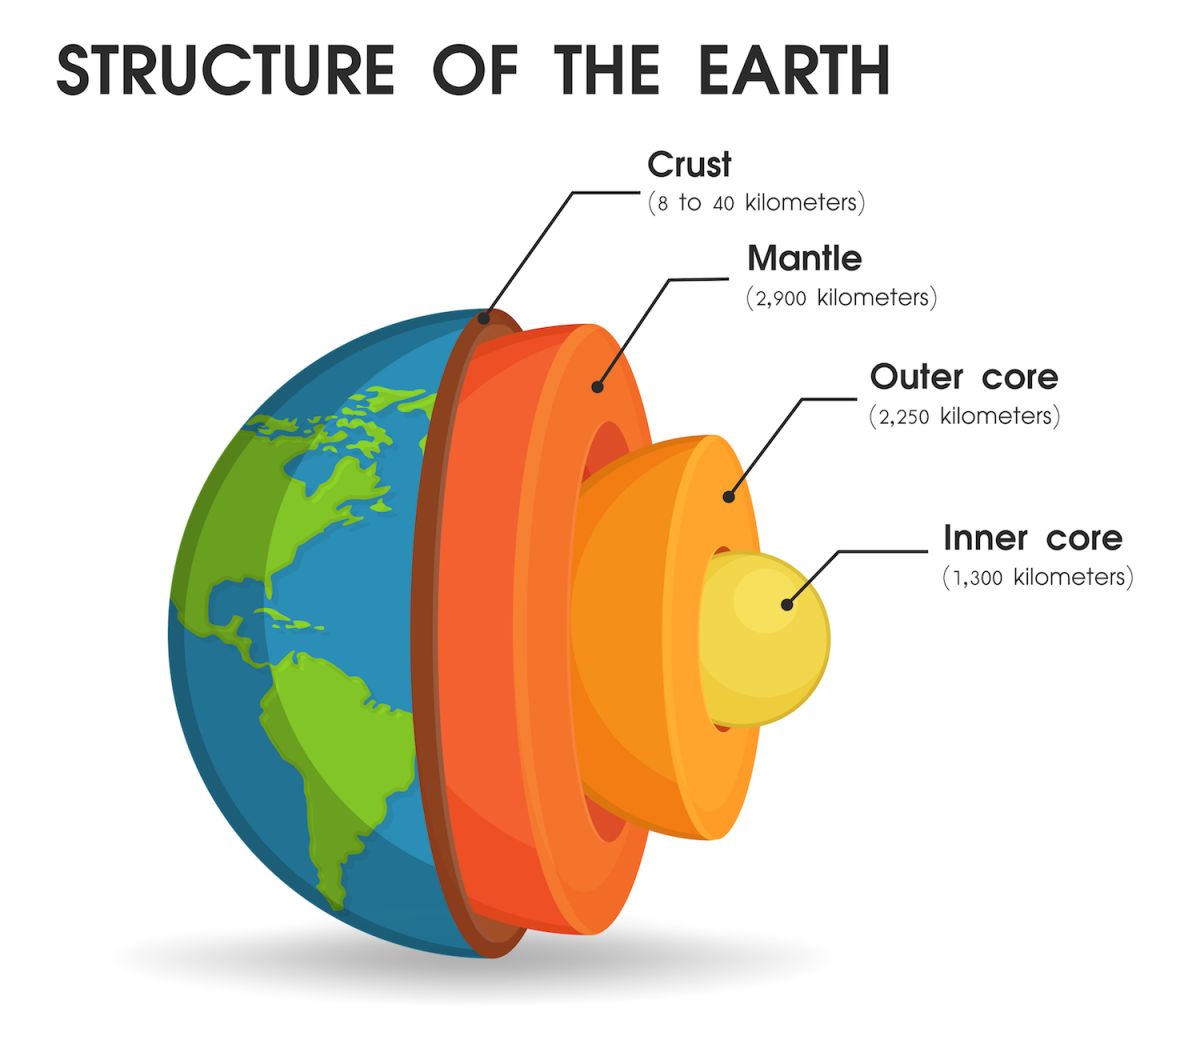 STRUCTURE OF THE EARTH
Crust
(8 to 40 kilometers)
Mantle
(2,900 kilometers)
Outer core
(2,250 kilometers)
Inner core
(1,300 kilometers)